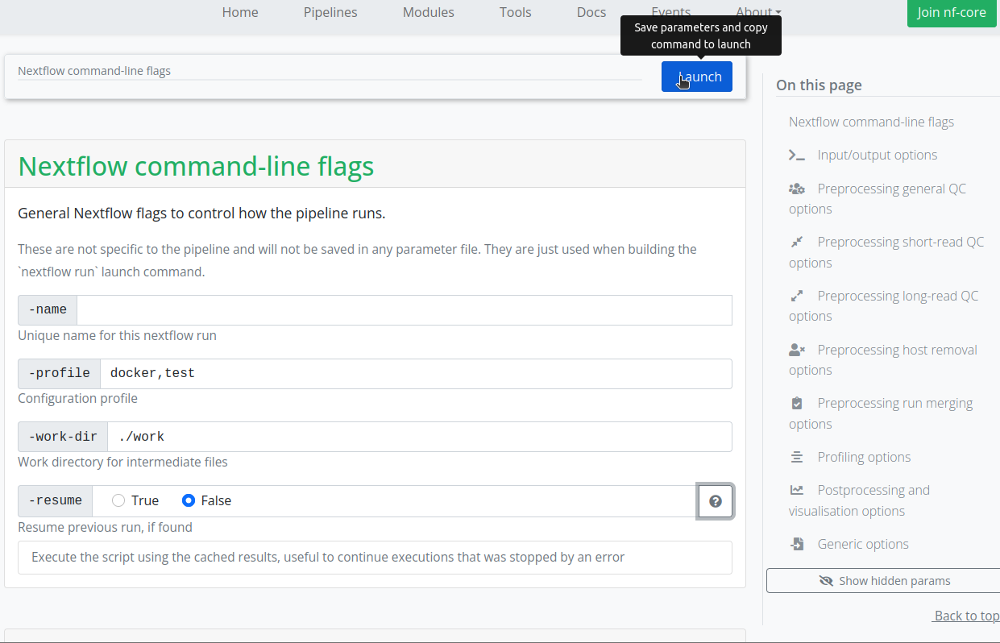 Home Pipelines Modules Tools Docs Events About
Join nf-core
Save parameters and copy
command to launch
Nextflow command-line flags
Launch
Nextflow command-line flags
General Nextflow flags to control how the pipeline runs.
These are not specific to the pipeline and will not be saved in any parameter file. They are just used when building the
`nextflow run` launch command.
-name
Unique name for this nextflow run
-profile docker,test
Configuration profile
-work-dir ./work
Work directory for intermediate files
-resume True False
Resume previous run, if found
Execute the script using the cached results, useful to continue executions that was stopped by an error
On this page
Nextflow command-line flags
Input/output options
Preprocessing general QC
options
Preprocessing short-read QC
options
Preprocessing long-read QC
options
Preprocessing host removal
options
Preprocessing run merging
options
Profiling options
Postprocessing and
visualisation options
Generic options
Show hidden params
Back to top